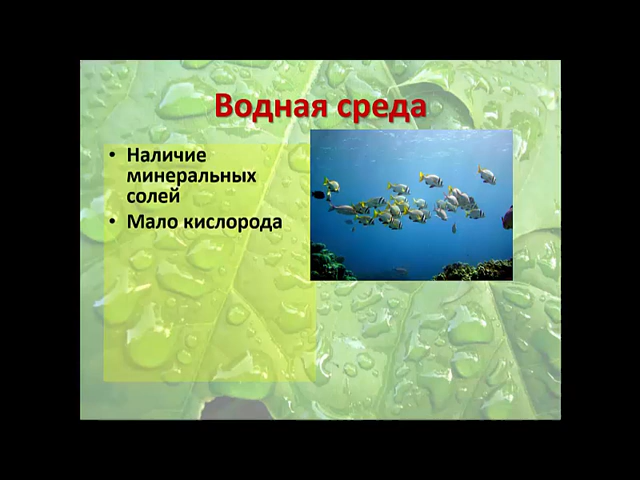 Водная среда
• Наличие
минеральных
солей
• Мало кислорода